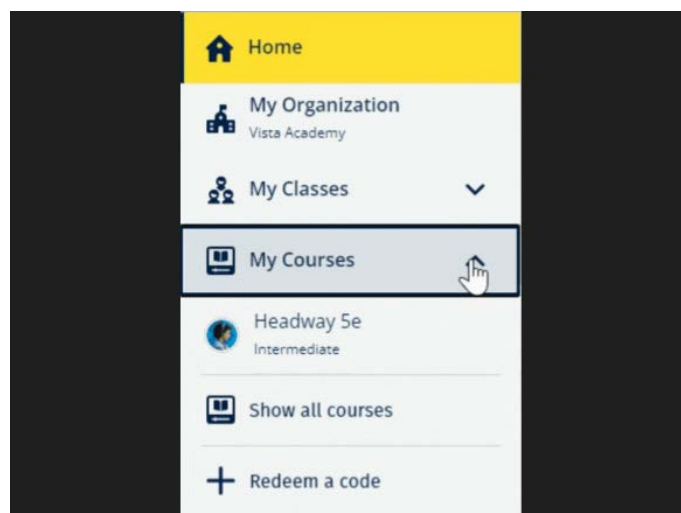 Home
My Organization
Vista Academy
My Classes
My Courses
Headway 5e
Intermediate
Show all courses
Redeem a code